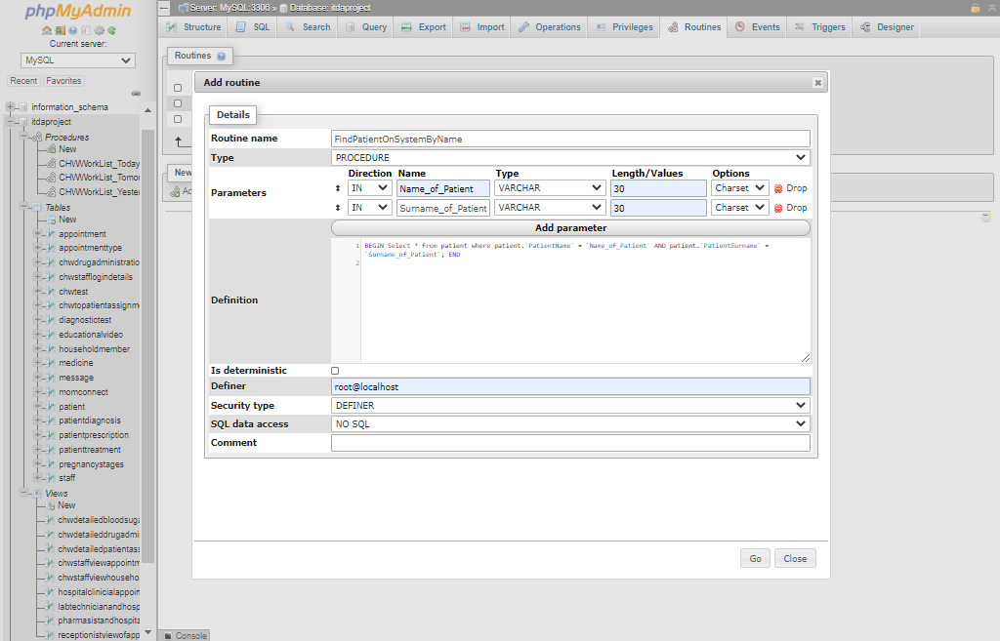 phpMyAdmin
Current server:
MySQL
Recent Favorites
information_schema
itdaproject
Procedures
New
CHWWorkList_Today
CHWWorkList_Tomor
CHWWorkList_Yester
Tables
New
appointment
appointmenttype
chwdrugadministratio
chwstafflogindetails
chwtest
chwtopatientassignm
diagnostictest
educationalvideo
householdmember
medicine
message
momconnect
patient
patientdiagnosis
patientprescription
patienttreatment
pregnancystages
staff
Views
New
chwdetailedbloodsuga
chwdetaileddrugadmi
chwdetailedpatientass
chwstaffviewappointm
chwstaffviewhouseho
hospitalclinicialappoin
labtechnicianandhosp
pharmasistandhospita
receptionistviewofapp
Server: MySQL:3306 » Database: itdaproject
Structure SQL Search Query Export Import Operations Privileges Routines Events Triggers Designer
Routines
New
Ad
Add routine
Details
Routine name FindPatientOnSystemByName
Type PROCEDURE
Parameters
Direction Name Type Length/Values Options
IN Name_of_Patient VARCHAR 30 Charset Drop
IN Surname_of_Patient VARCHAR 30 Charset Drop
Add parameter
Definition
1 BEGIN Select * from patient where patient.`PatientName` = `Name_of_Patient` AND patient.`PatientSurname` =
`Surname_of_Patient`; END
2
Is deterministic
Definer root@localhost
Security type DEFINER
SQL data access NO SQL
Comment
Go Close
Console